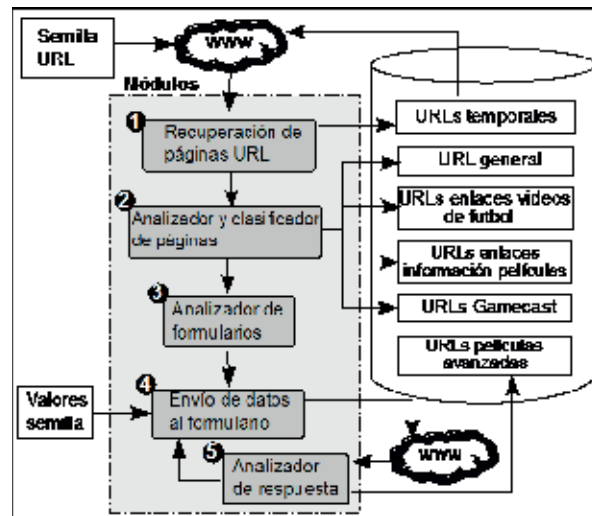 Semilla
URL
WWW
Módulos
1
Recuperación de
páginas URL
2
Analizador y clasificador
de páginas
3
Analizador de
formularios
4
Envío de datos
al formulario
5
Analizador
de respuesta
Valores
semilla
URLs temporales
URL general
URLs enlaces videos
de futbol
URLs enlaces
información películes
URLs Gamecast
URLs películas
avanzadas
WWW